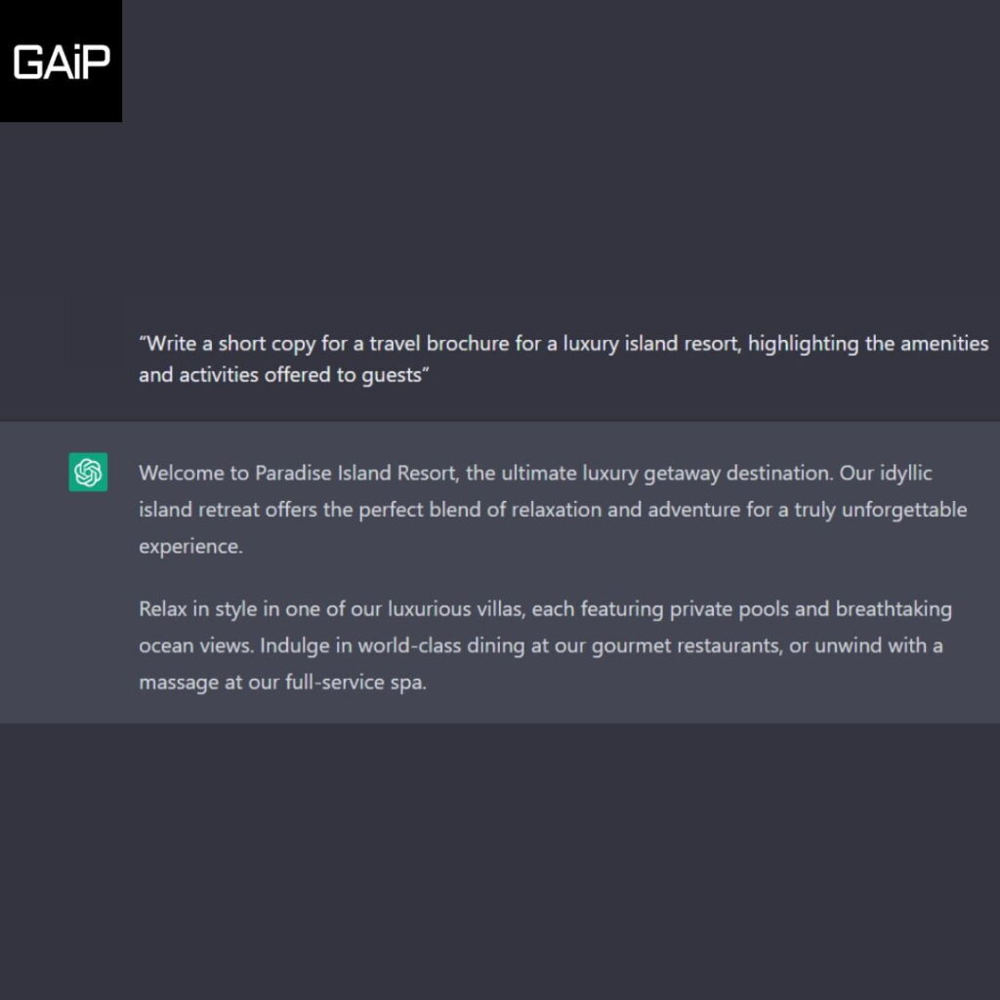 GAiP
“Write a short copy for a travel brochure for a luxury island resort, highlighting the amenities
and activities offered to guests”
Welcome to Paradise Island Resort, the ultimate luxury getaway destination. Our idyllic
island retreat offers the perfect blend of relaxation and adventure for a truly unforgettable
experience.
Relax in style in one of our luxurious villas, each featuring private pools and breathtaking
ocean views. Indulge in world-class dining at our gourmet restaurants, or unwind with a
massage at our full-service spa.